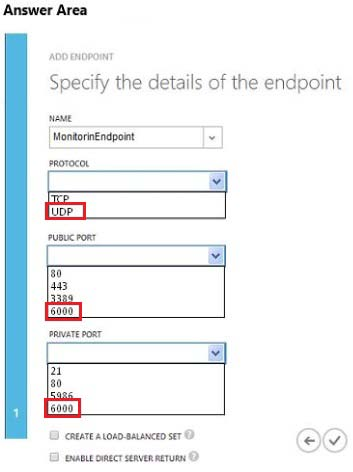 Answer Area
ADD ENDPOINT
Specify the details of the endpoint
NAME
MonitorinEndpoint
PROTOCOL
TCP
UDP
PUBLIC PORT
80
443
3389
6000
PRIVATE PORT
21
80
5986
6000
1
CREATE A LOAD-BALANCED SET ?
ENABLE DIRECT SERVER RETURN ?